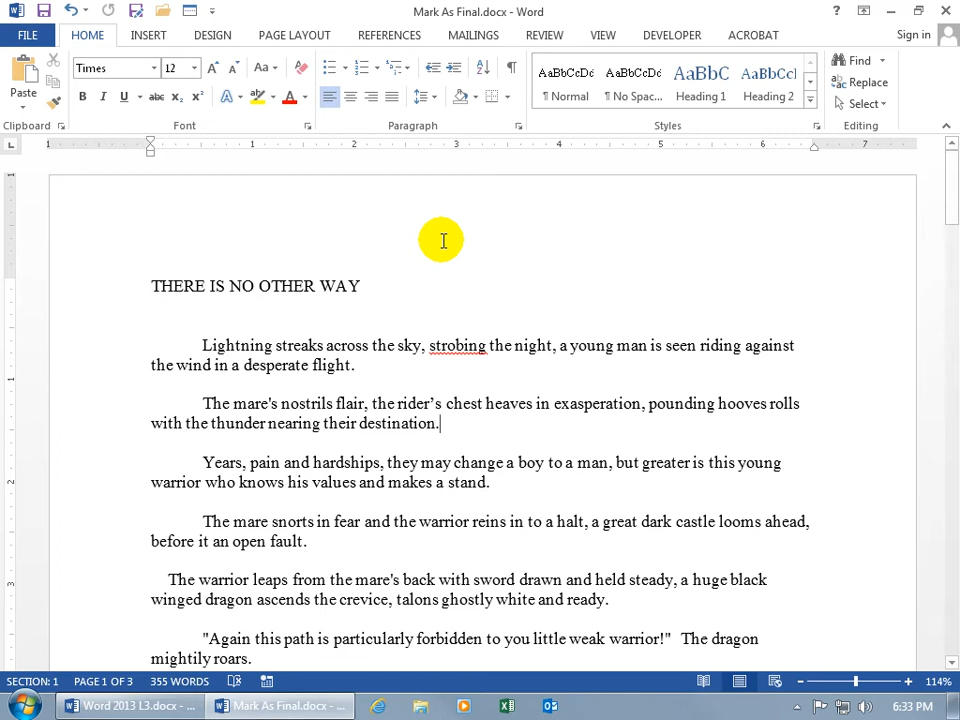 Mark As Final.docx - Word
FILE HOME INSERT DESIGN PAGE LAYOUT REFERENCES MAILINGS REVIEW VIEW DEVELOPER ACROBAT Sign in
Paste
Clipboard
Times 12
Font
Paragraph
AaBbCcDc AaBbCcDc AaBbC AaBbCcl
¶ Normal ¶ No Spac... Heading 1 Heading 2
Styles
Find
Replace
Select
Editing
1 1 2 3 4 5 6 7
THERE IS NO OTHER WAY
Lightning streaks across the sky, strobing the night, a young man is seen riding against
the wind in a desperate flight.
The mare's nostrils flair, the rider’s chest heaves in exasperation, pounding hooves rolls
with the thunder nearing their destination.
Years, pain and hardships, they may change a boy to a man, but greater is this young
warrior who knows his values and makes a stand.
The mare snorts in fear and the warrior reins in to a halt, a great dark castle looms ahead,
before it an open fault.
The warrior leaps from the mare's back with sword drawn and held steady, a huge black
winged dragon ascends the crevice, talons ghostly white and ready.
"Again this path is particularly forbidden to you little weak warrior!" The dragon
mightily roars.
SECTION: 1 PAGE 1 OF 3 355 WORDS 114%
Word 2013 L3.docx - ... Mark As Final.docx - ... 6:33 PM